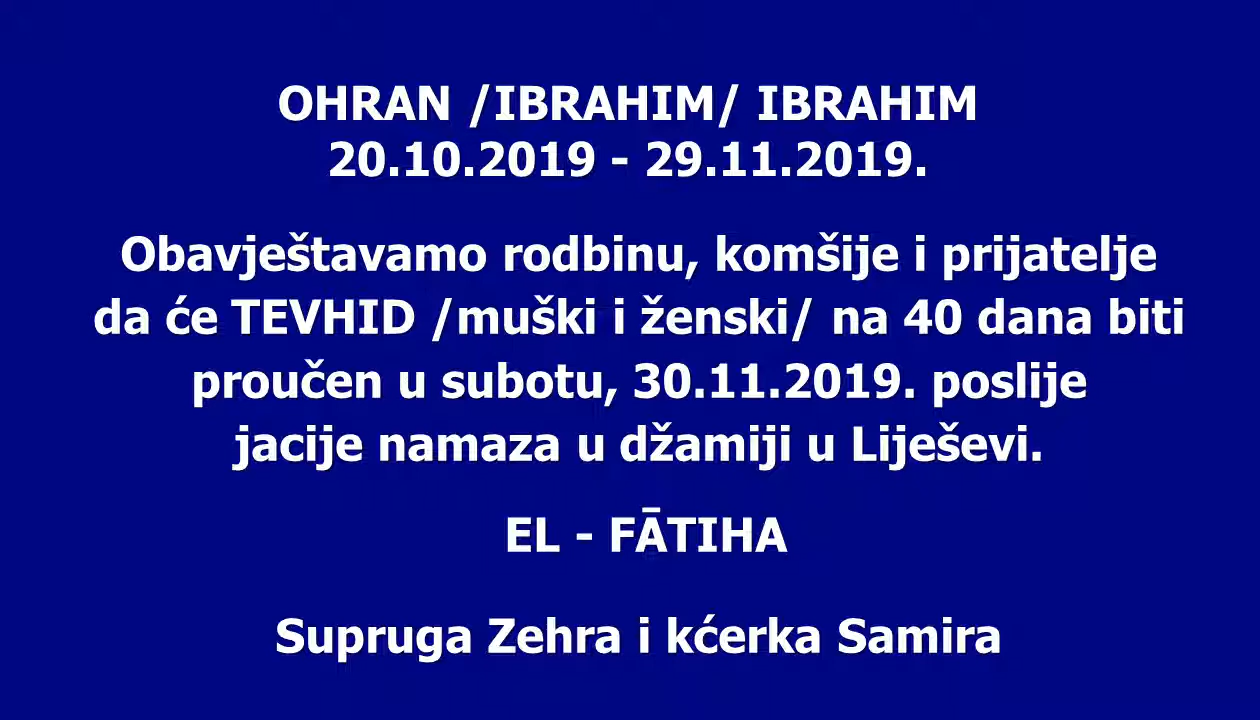 OHRAN /IBRAHIM/ IBRAHIM
20.10.2019 - 29.11.2019.
Obavještavamo rodbinu, komšije i prijatelje
da će TEVHID /muški i ženski/ na 40 dana biti
proučen u subotu, 30.11.2019. poslije
jacije namaza u džamiji u Liješevi.
EL - FĀTIHA
Supruga Zehra i kćerka Samira